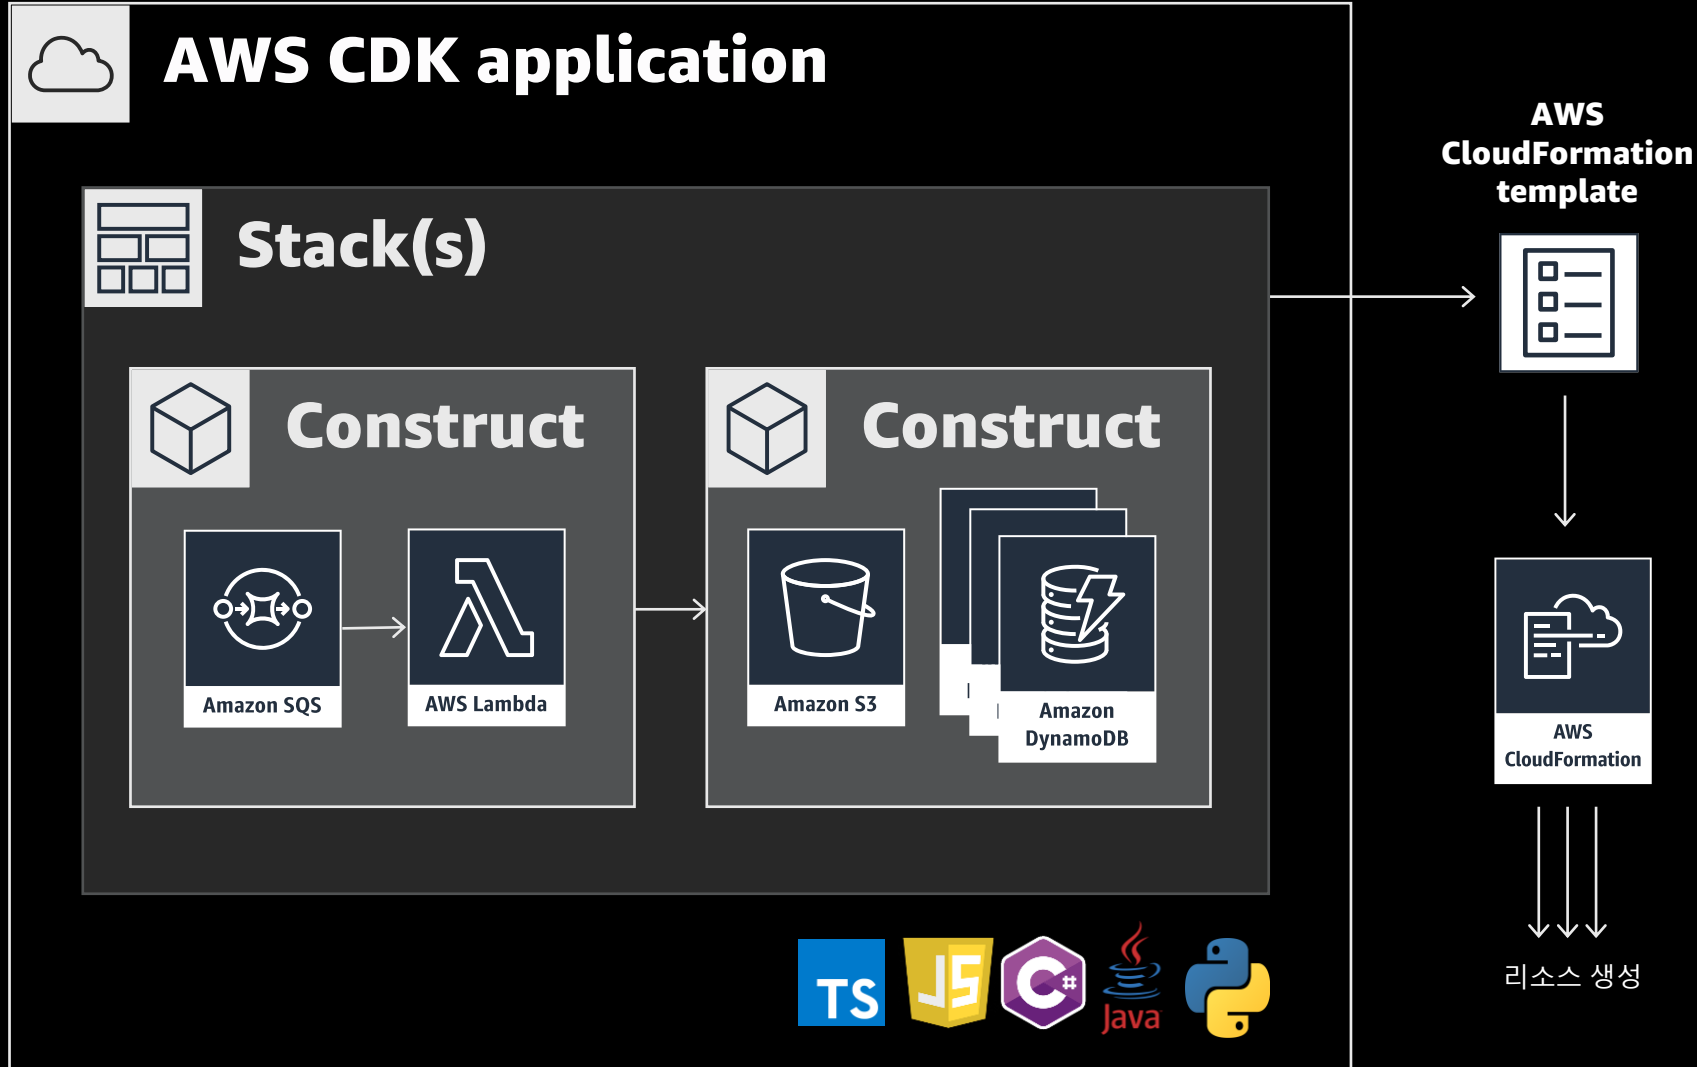 AWS CDK application
AWS
CloudFormation
template
Stack(s)
Construct
Construct
Amazon SQS
AWS Lambda
Amazon S3
Amazon
DynamoDB
AWS
CloudFormation
리소스 생성
TS
JS
C#
Java